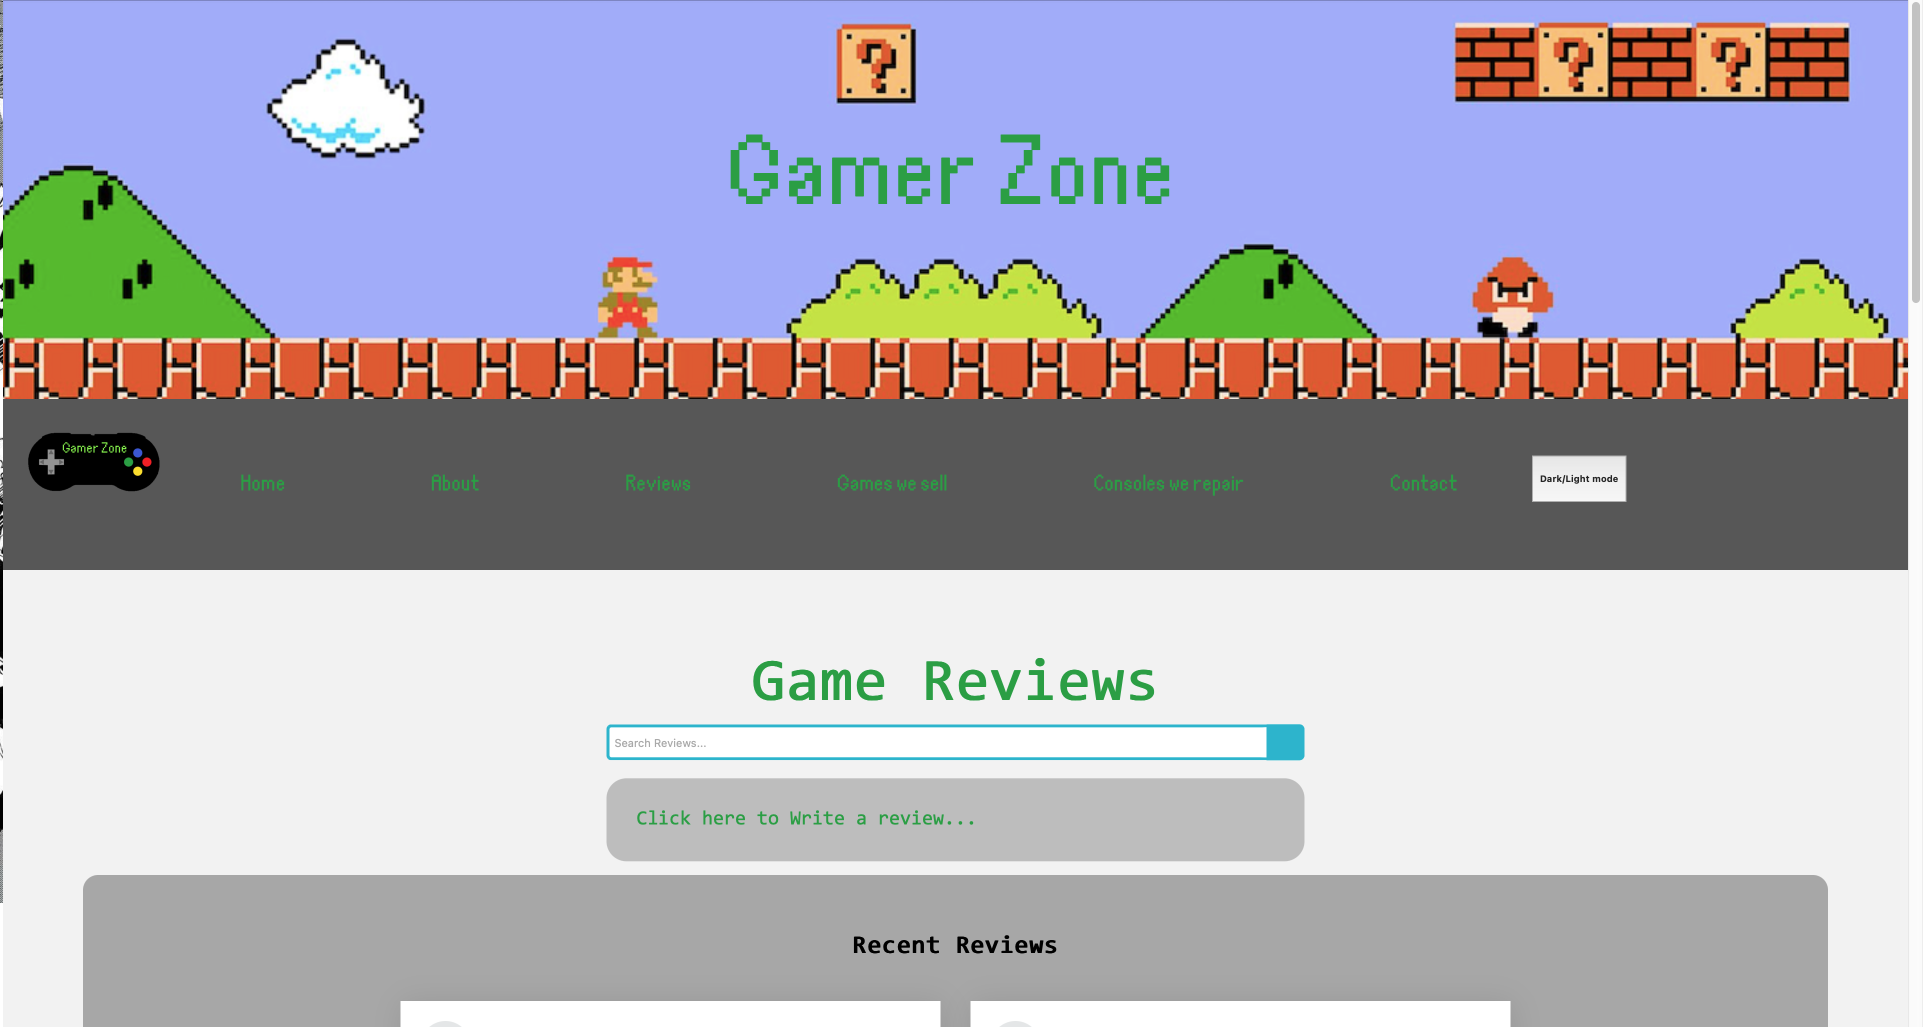 ?
? ?
Gamer Zone
Gamer Zone
Home About Reviews Games we sell Consoles we repair Contact Dark/Light mode
Game Reviews
Search Reviews...
Click here to Write a review...
Recent Reviews